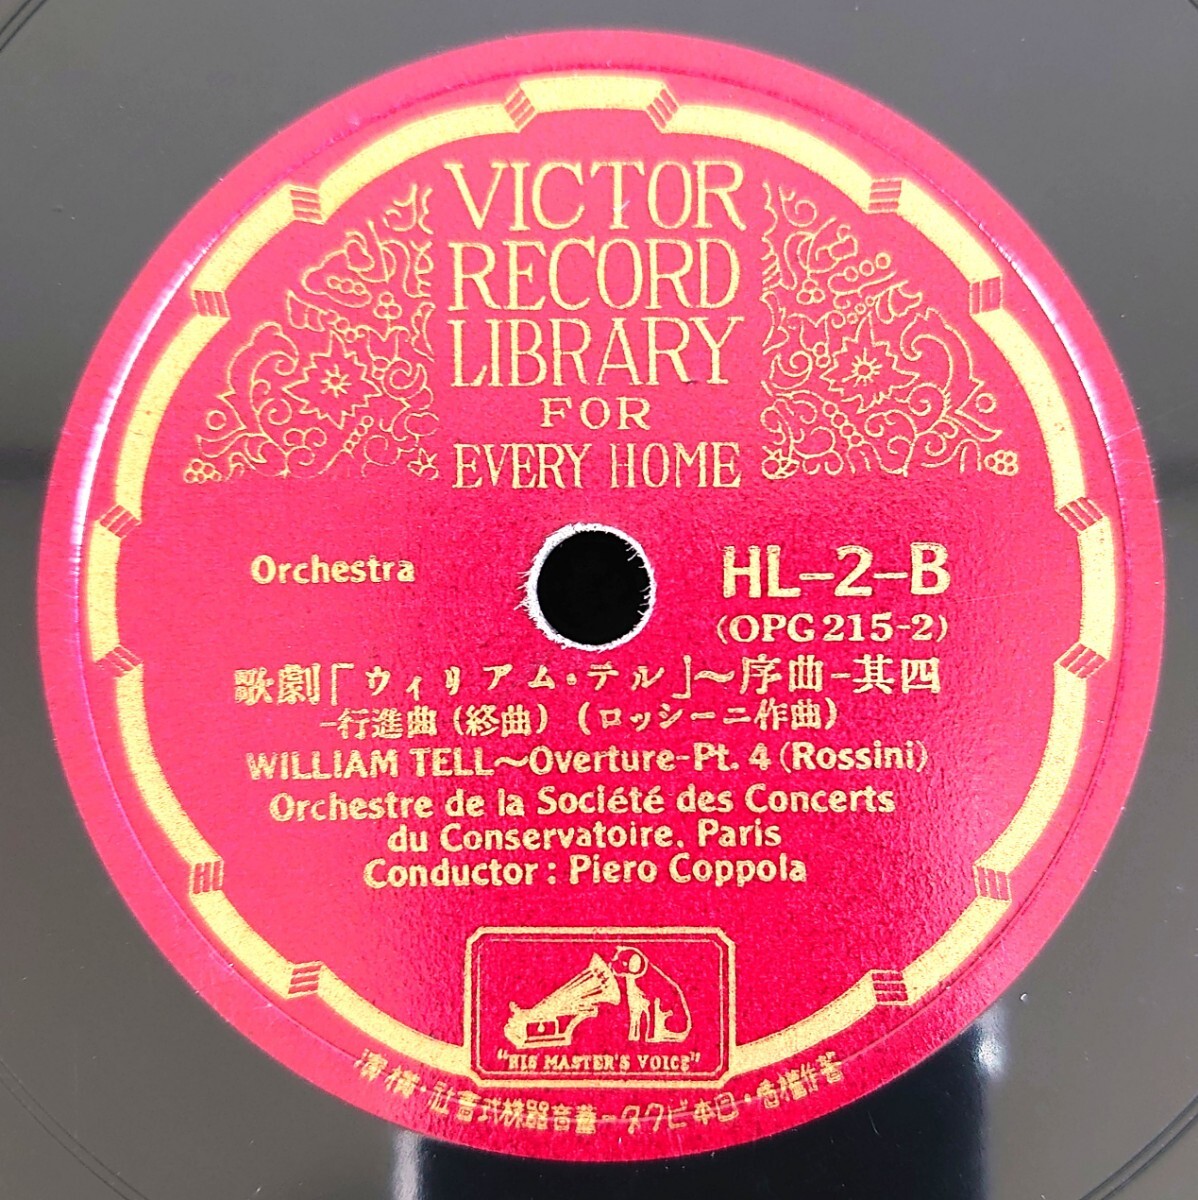 VICTOR
RECORD
LIBRARY
FOR
EVERY HOME
Orchestra
HL-2-B
(OPG 215-2)
歌劇「ウィリアム・テル」〜序曲-其四
-行進曲(終曲) (ロッシーニ作曲)
WILLIAM TELL〜Overture-Pt. 4 (Rossini)
Orchestre de la Société des Concerts
du Conservatoire, Paris
Conductor : Piero Coppola
"HIS MASTER'S VOICE"